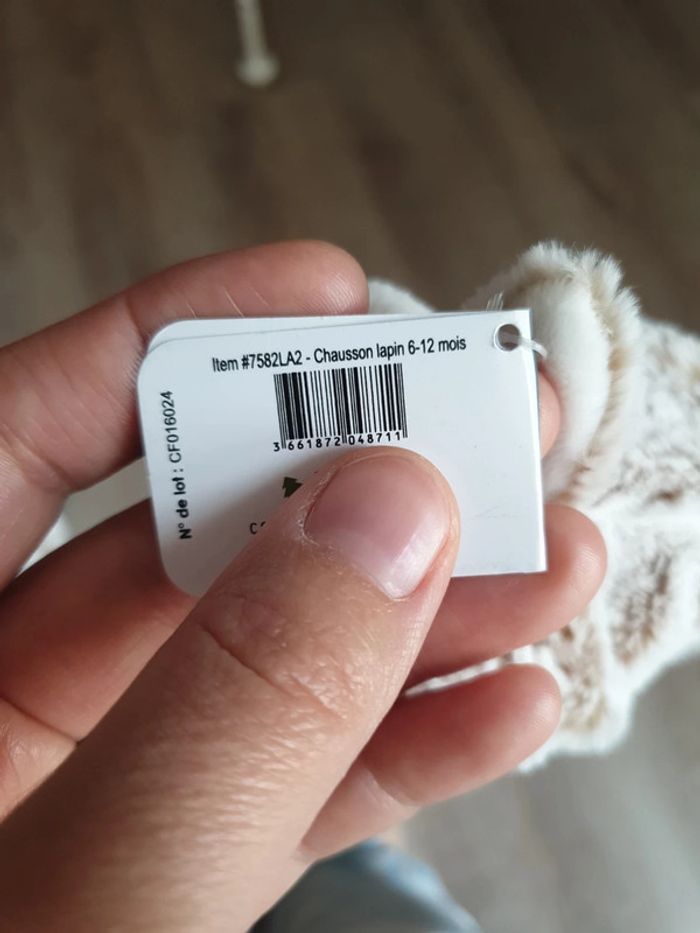 Item #7582LA2 - Chausson lapin 6-12 mois
3 661872 048711
N° de lot : CF016024